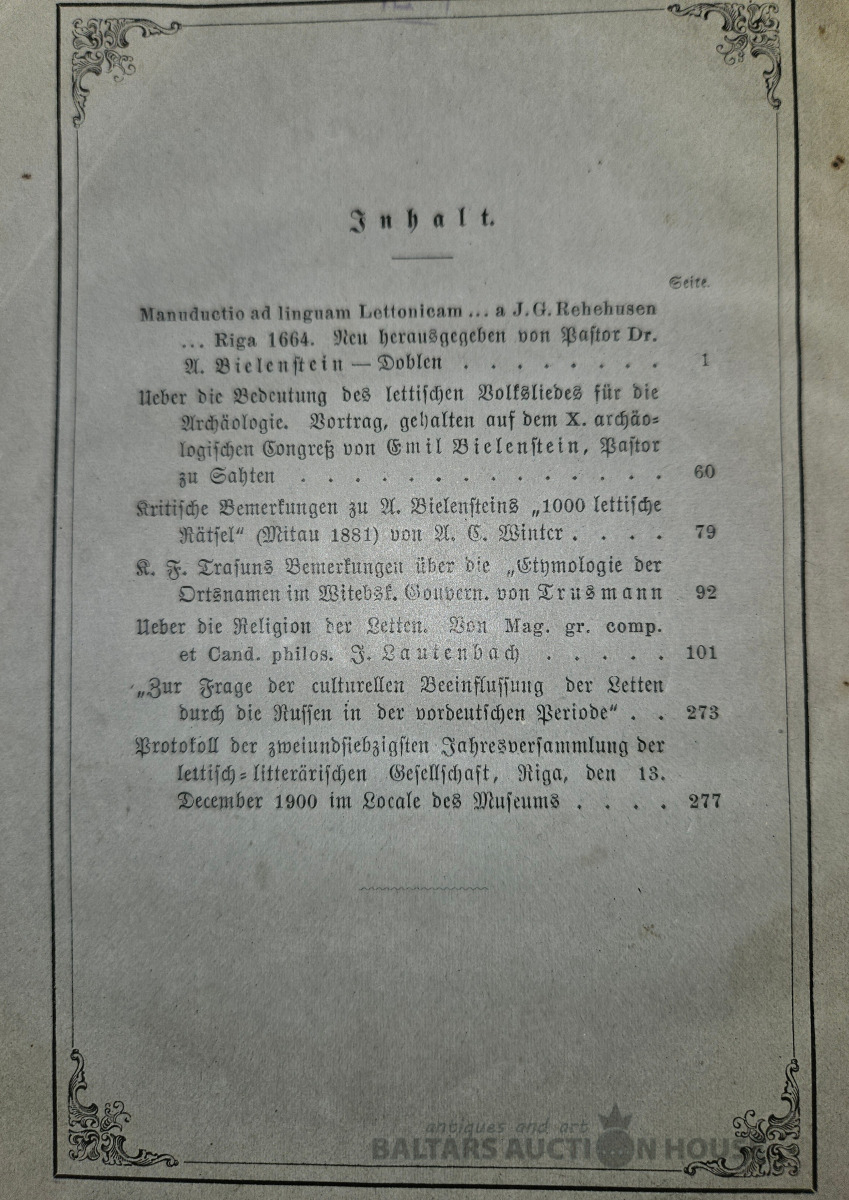 Inhalt.
Seite.
Manuductio ad linguam Lettonicam ... a J. G. Rehehusen
... Riga 1664. Neu herausgegeben von Pastor Dr.
A. Bielenstein — Doblen . . . . . . . . 1
Ueber die Bedeutung des lettischen Volksliedes für die
Archäologie. Vortrag, gehalten auf dem X. archäo-
logischen Congreß von Emil Bielenstein, Pastor
zu Sahten . . . . . . . . . . . . . . 60
Kritische Bemerkungen zu A. Bielensteins „1000 lettische
Rätsel“ (Mitau 1881) von A. C. Winter . . . . 79
K. F. Trasuns Bemerkungen über die „Ethymologie der
Ortsnamen im Witebsk. Gouvern. von Trusmann 92
Ueber die Religion der Letten. Von Mag. gr. comp.
et Cand. philos. J. Lautenbach . . . . . 101
„Zur Frage der culturellen Beeinflussung der Letten
durch die Russen in der vordeutschen Periode“ . . 273
Protokoll der zweiundsiebzigsten Jahresversammlung der
lettisch-litterärischen Gesellschaft, Riga, den 13.
December 1900 im Locale des Museums . . . . 277
antiques and art
BALTARS AUCTION HOUSE